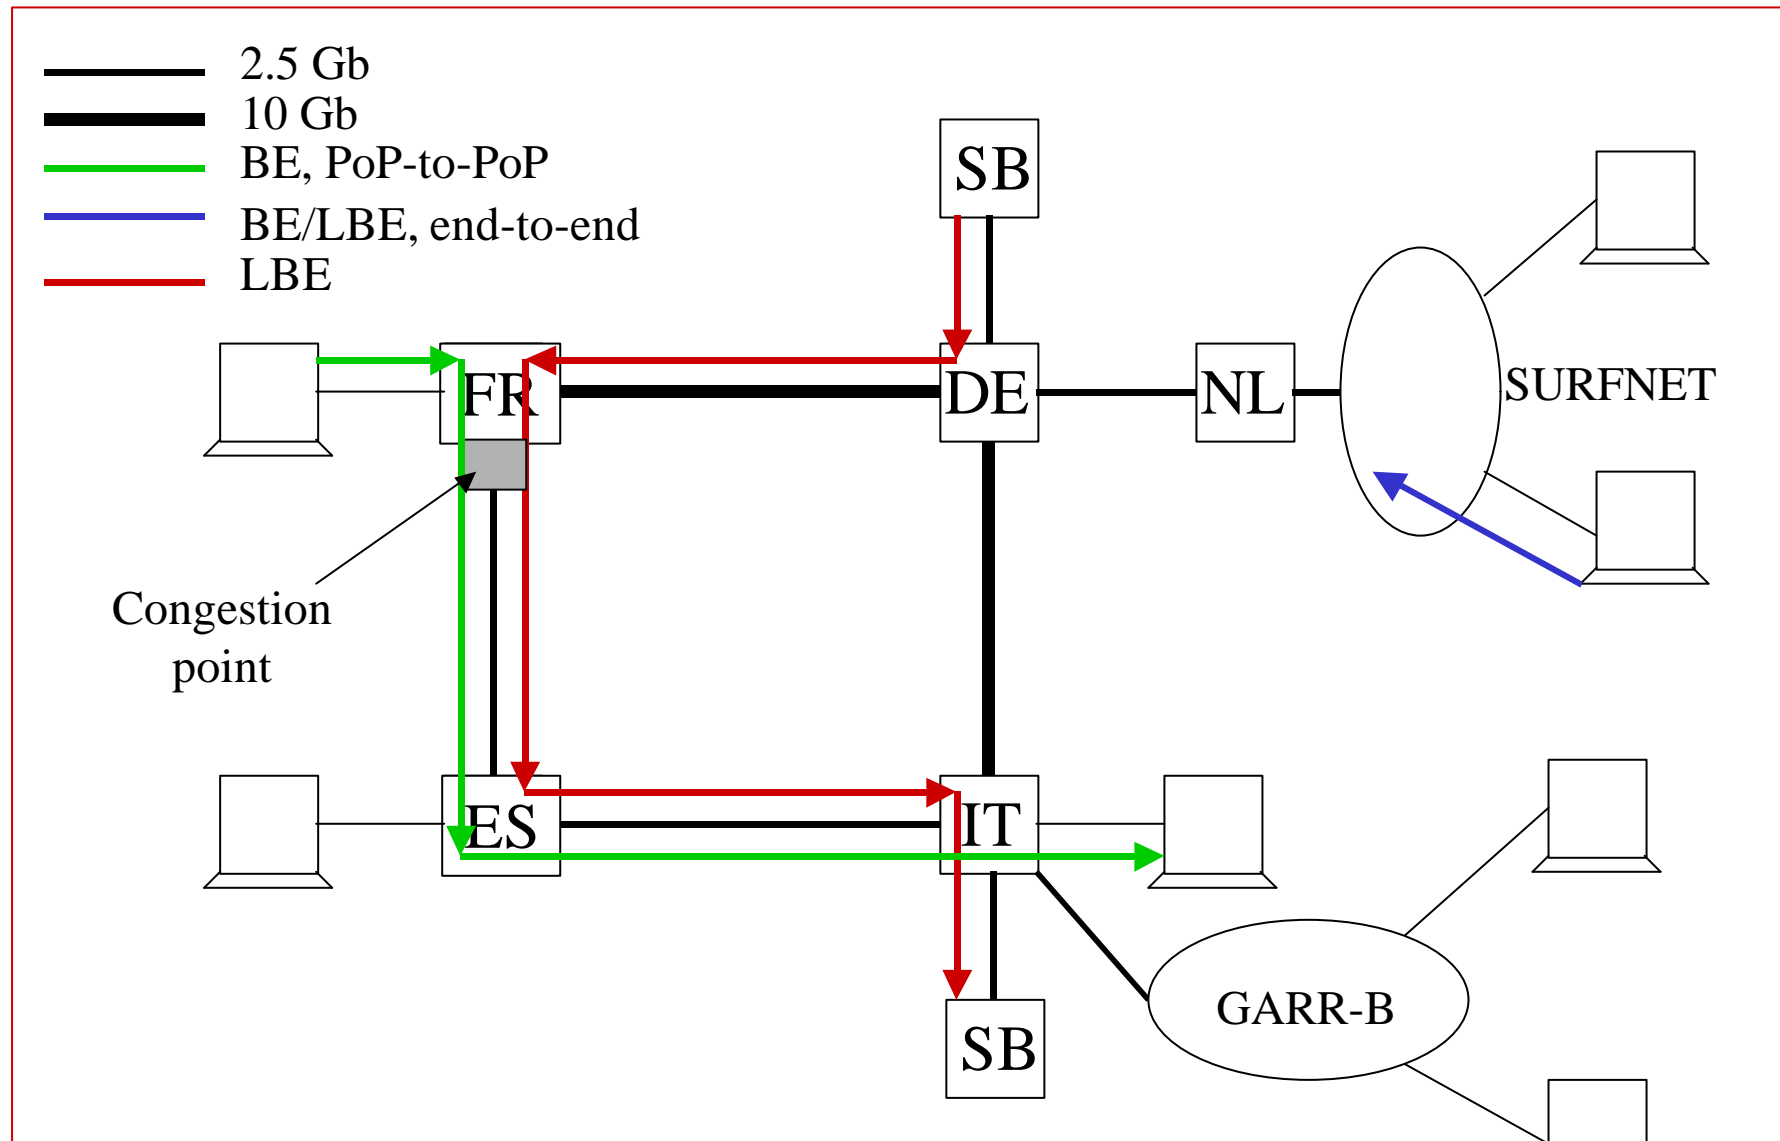 2.5 Gb
10 Gb
BE, PoP-to-PoP
BE/LBE, end-to-end
LBE
SB
FR
DE
NL
SURFNET
Congestion
point
ES
IT
GARR-B
SB